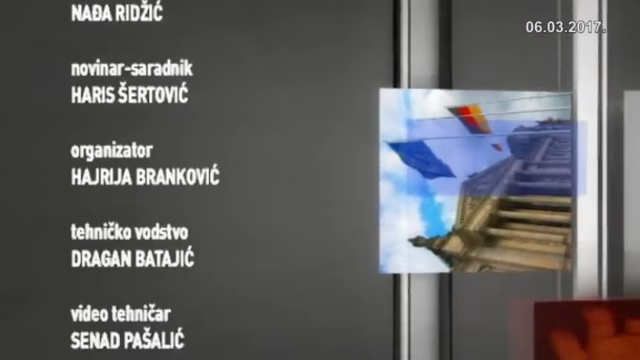 06.03.2017.
NAĐA RIDŽIĆ
novinar-saradnik
HARIS ŠERTOVIĆ
organizator
HAJRIJA BRANKOVIĆ
tehničko vodstvo
DRAGAN BATAJIĆ
video tehničar
SENAD PAŠALIĆ